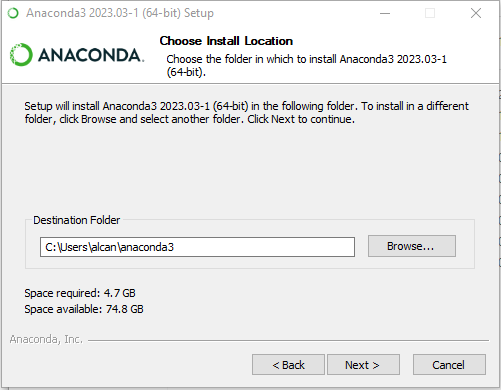 Anaconda3 2023.03-1 (64-bit) Setup
ANACONDA.
Choose Install Location
Choose the folder in which to install Anaconda3 2023.03-1
(64-bit).
Setup will install Anaconda3 2023.03-1 (64-bit) in the following folder. To install in a different
folder, click Browse and select another folder. Click Next to continue.
Destination Folder
C:\Users\alcan\anaconda3
Browse...
Space required: 4.7 GB
Space available: 74.8 GB
Anaconda, Inc.
< Back
Next >
Cancel